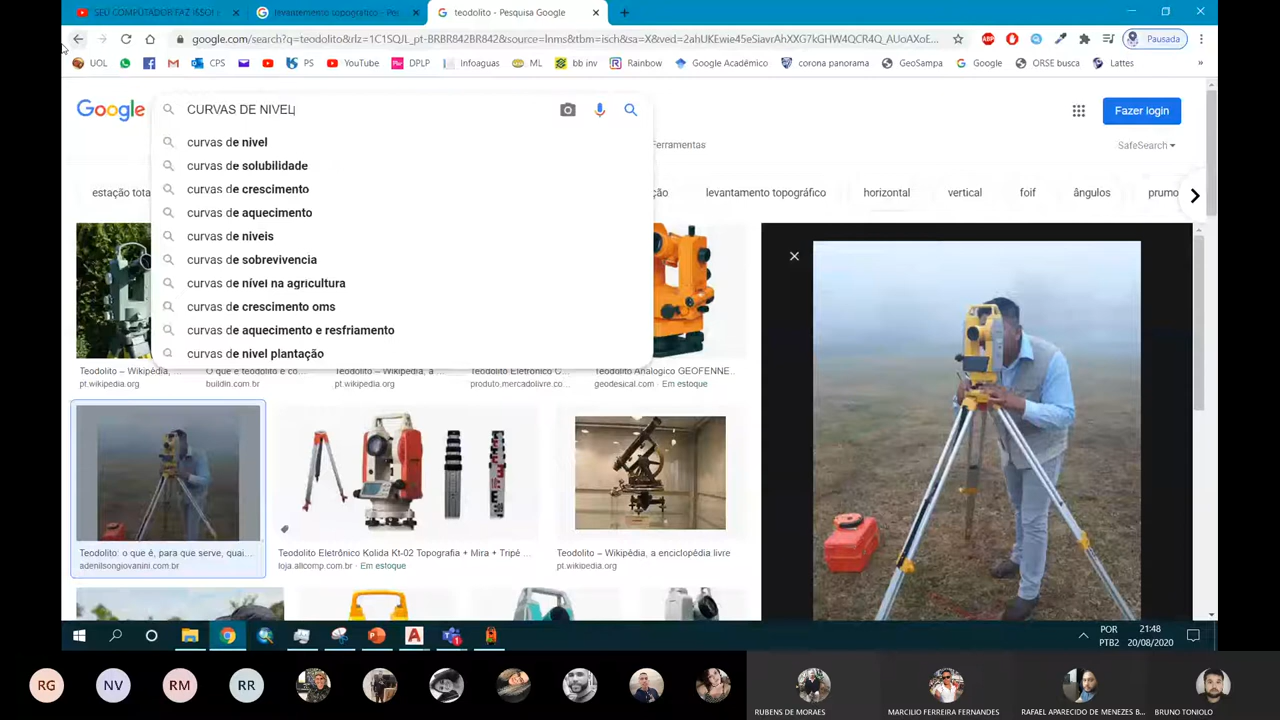 SEU COMPUTADOR FAZ ISSO!
levantamento topográfico - Pesqu
teodolito - Pesquisa Google
google.com/search?q=teodolito&rlz=1C1SQJL_pt-BRBR842BR842&source=lnms&tbm=isch&sa=X&ved=2ahUKEwie45eSiavrAhXXG7kGHW4QCR4Q_AUoAXoE...
Pausada
UOL
CPS
PS
YouTube
DPLP
Infoaguas
ML
bb inv
Rainbow
Google Acadêmico
corona panorama
GeoSampa
Google
ORSE busca
Lattes
»
Google
CURVAS DE NIVEL
Fazer login
curvas de nivel
curvas de solubilidade
curvas de crescimento
curvas de aquecimento
curvas de niveis
curvas de sobrevivencia
curvas de nível na agricultura
curvas de crescimento oms
curvas de aquecimento e resfriamento
curvas de nivel plantação
Ferramentas
SafeSearch
estação tota
ção
levantamento topográfico
horizontal
vertical
foif
ângulos
prumo
Teodolito – Wikipédia, ...
O que é teodolito e co...
Teodolito – Wikipédia, a ...
Teodolito Eletrônico C...
Teodolito Analogico GEOFENNE...
pt.wikipedia.org
buildin.com.br
pt.wikipedia.org
produto.mercadolivre.co...
geodesical.com · Em estoque
Teodolito: o que é, para que serve, quai...
adenilsongiovanini.com.br
Teodolito Eletrônico Kolida Kt-02 Topografia + Mira + Tripé ...
loja.allcomp.com.br · Em estoque
Teodolito – Wikipédia, a enciclopédia livre
pt.wikipedia.org
POR
PTB2
21:48
20/08/2020
RG
NV
RM
RR
RUBENS DE MORAES
MARCILIO FERREIRA FERNANDES
RAFAEL APARECIDO DE MENEZES B...
BRUNO TONIOLO